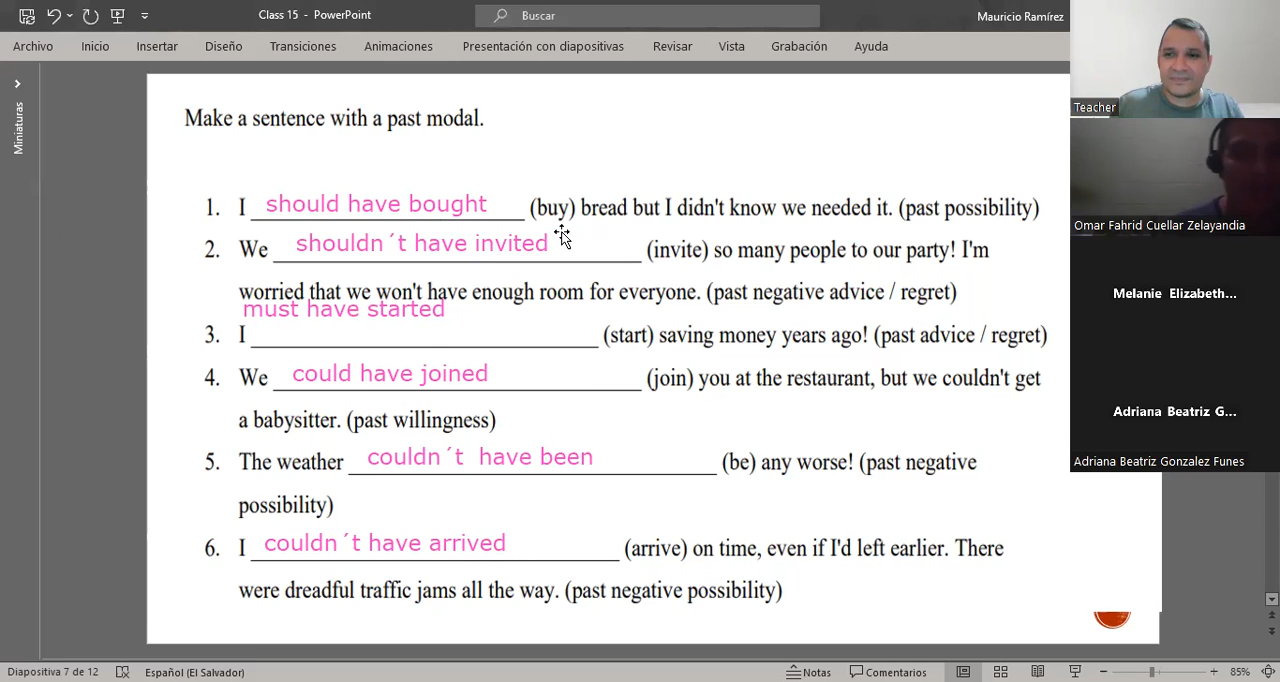 Class 15 - PowerPoint
Buscar
Mauricio Ramírez
Archivo Inicio Insertar Diseño Transiciones Animaciones Presentación con diapositivas Revisar Vista Grabación Ayuda
Miniaturas
Make a sentence with a past modal.
1. I should have bought (buy) bread but I didn't know we needed it. (past possibility)
2. We shouldn´t have invited (invite) so many people to our party! I'm
worried that we won't have enough room for everyone. (past negative advice / regret)
must have started
3. I (start) saving money years ago! (past advice / regret)
4. We could have joined (join) you at the restaurant, but we couldn't get
a babysitter. (past willingness)
5. The weather couldn´t have been (be) any worse! (past negative
possibility)
6. I couldn´t have arrived (arrive) on time, even if I'd left earlier. There
were dreadful traffic jams all the way. (past negative possibility)
Teacher
Omar Fahrid Cuellar Zelayandia
Melanie Elizabeth...
Adriana Beatriz G...
Adriana Beatriz Gonzalez Funes
Diapositiva 7 de 12 Español (El Salvador) Notas Comentarios 85%